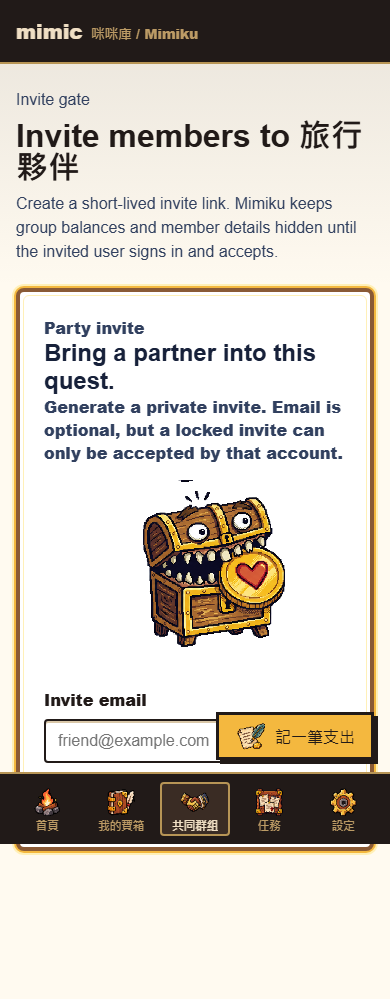 mimic 咪咪庫 / Mimiku
Invite gate
Invite members to 旅行
夥伴
Create a short-lived invite link. Mimiku keeps
group balances and member details hidden until
the invited user signs in and accepts.
Party invite
Bring a partner into this
quest.
Generate a private invite. Email is
optional, but a locked invite can
only be accepted by that account.
Invite email
friend@example.com
記一筆支出
首頁 我的寶箱 共同群組 任務 設定